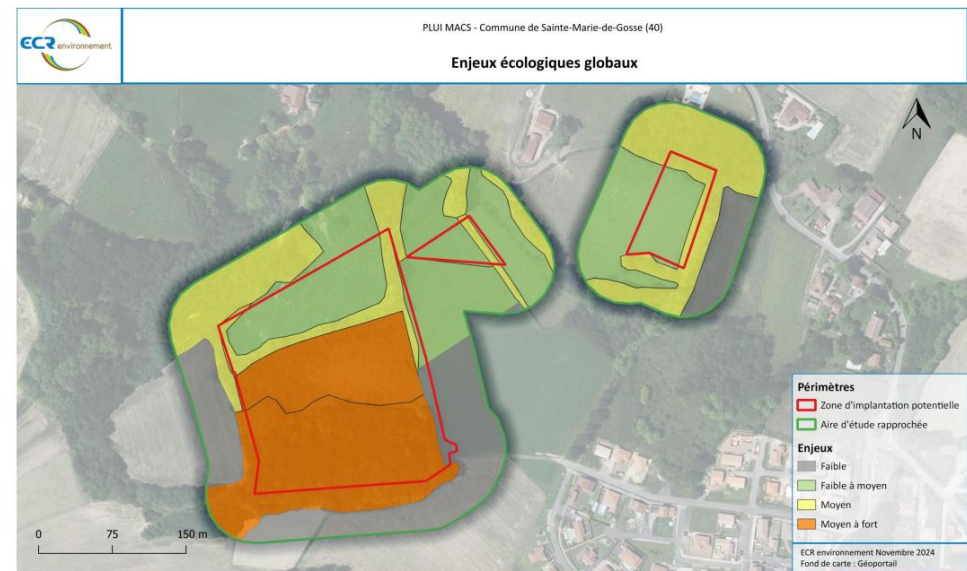 PLUI MACS - Commune de Sainte-Marie-de-Gosse (40)
ECR environnement
Enjeux écologiques globaux
N
Périmètres
Zone d'implantation potentielle
Aire d'étude rapprochée
Enjeux
Faible
Faible à moyen
Moyen
Moyen à fort
0 75 150 m
ECR environnement Novembre 2024
Fond de carte : Géoportail